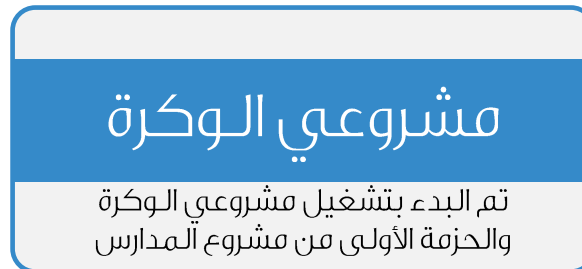 مشروعي الوكرة
تم البدء بتشغيل مشروعي الوكرة
والحزمة الأولى من مشروع المدارس